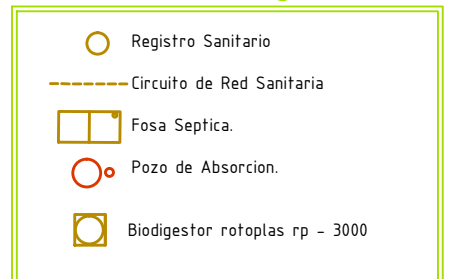 Registro Sanitario
Circuito de Red Sanitaria
Fosa Septica.
Pozo de Absorcion.
Biodigestor rotoplas rp - 3000